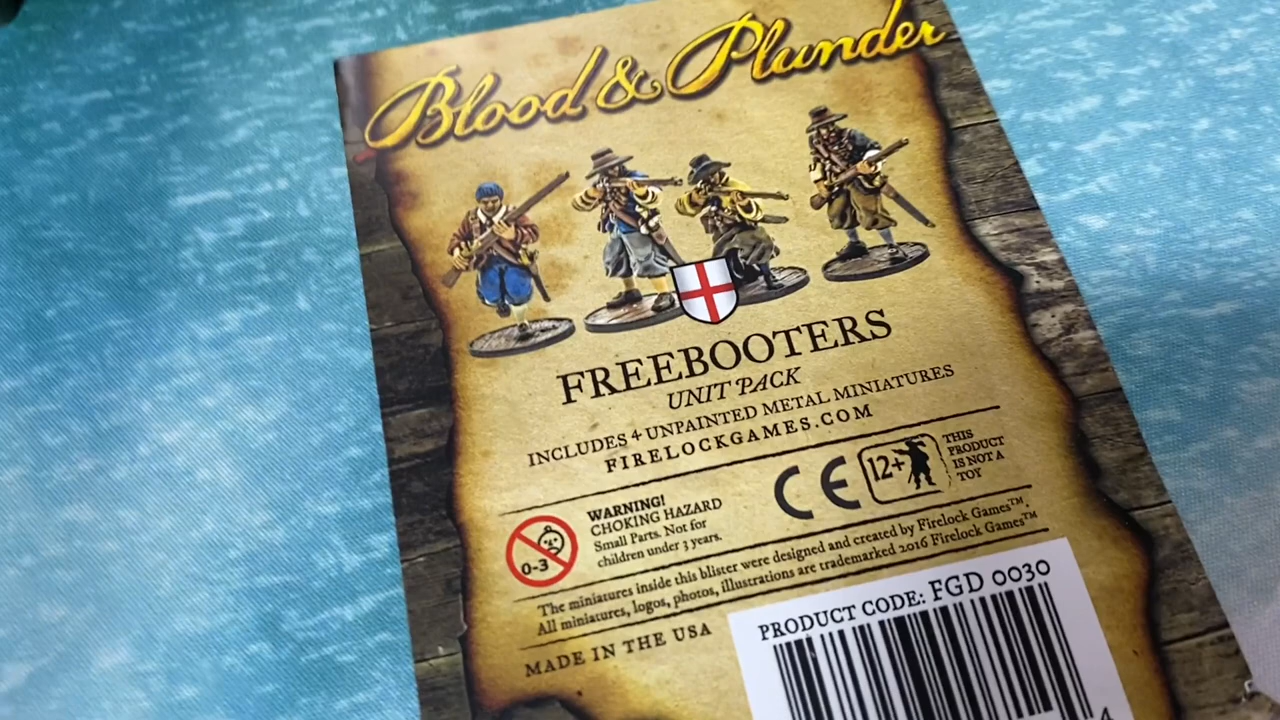 Blood & Plunder
FREEBOOTERS
UNIT PACK
INCLUDES 4 UNPAINTED METAL MINIATURES
FIRELOCKGAMES.COM
WARNING!
CHOKING HAZARD
Small Parts. Not for
children under 3 years.
0-3
CE
12+
THIS
PRODUCT
IS NOT A
TOY
The miniatures inside this blister were designed and created by Firelock Games™.
All miniatures, logos, photos, illustrations are trademarked 2016 Firelock Games™
MADE IN THE USA
PRODUCT CODE: FGD 0030